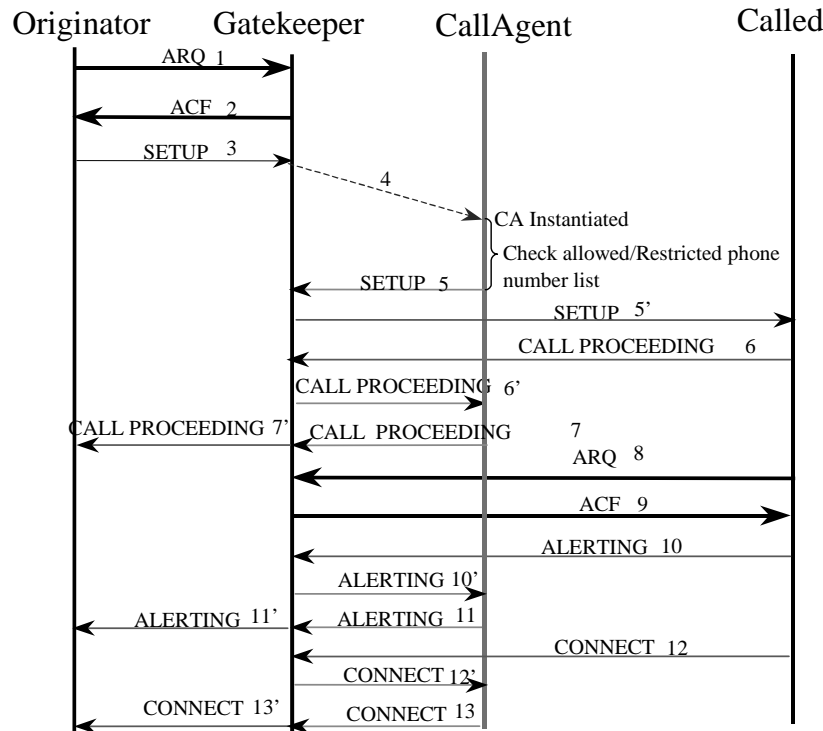 Originator Gatekeeper CallAgent Called
ARQ 1
ACF 2
SETUP 3
4
CA Instantiated
Check allowed/Restricted phone
number list
SETUP 5
SETUP 5’
CALL PROCEEDING 6
CALL PROCEEDING 6’
CALL PROCEEDING 7’
CALL PROCEEDING 7
ARQ 8
ACF 9
ALERTING 10
ALERTING 10’
ALERTING 11’
ALERTING 11
CONNECT 12
CONNECT 12’
CONNECT 13’
CONNECT 13